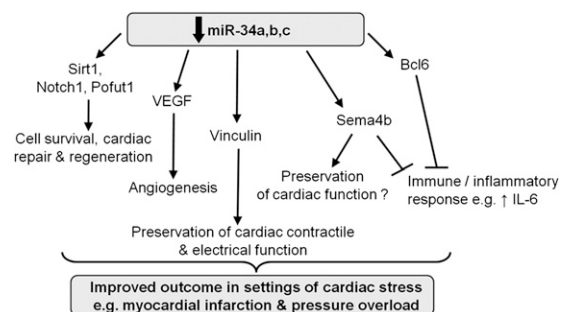 miR-34a,b,c
Sirt1,
Notch1, Pofut1
VEGF
Vinculin
Sema4b
Bcl6
Cell survival, cardiac
repair & regeneration
Angiogenesis
Preservation
of cardiac function ?
Immune / inflammatory
response e.g. ↑ IL-6
Preservation of cardiac contractile
& electrical function
Improved outcome in settings of cardiac stress
e.g. myocardial infarction & pressure overload